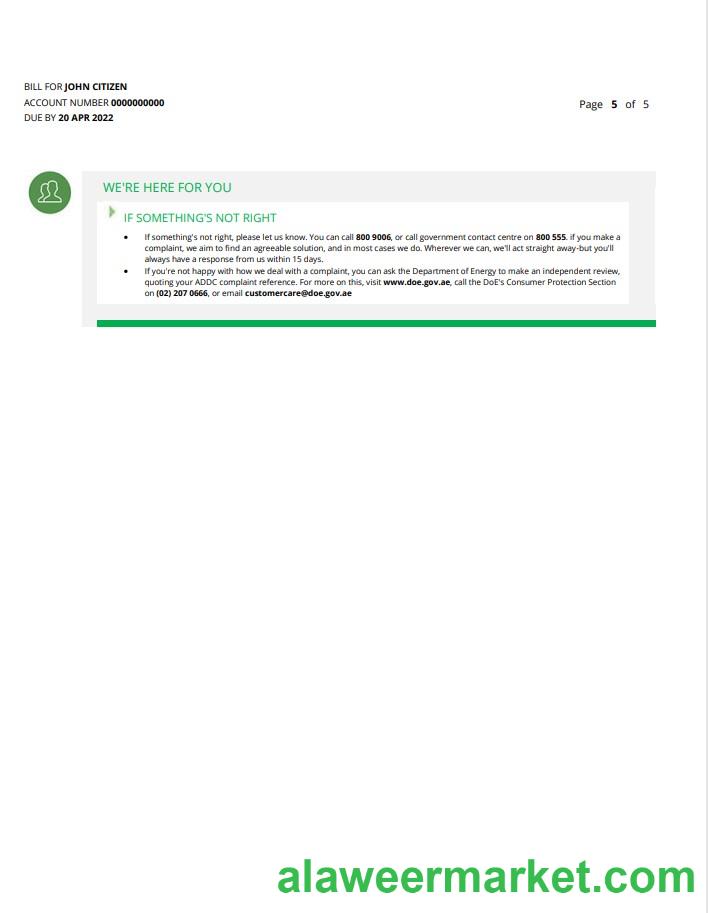 BILL FOR JOHN CITIZEN
ACCOUNT NUMBER 0000000000
DUE BY 20 APR 2022
Page 5 of 5
WE'RE HERE FOR YOU
IF SOMETHING'S NOT RIGHT
• If something's not right, please let us know. You can call 800 9006, or call government contact centre on 800 555. if you make a
complaint, we aim to find an agreeable solution, and in most cases we do. Wherever we can, we'll act straight away-but you'll
always have a response from us within 15 days.
• If you're not happy with how we deal with a complaint, you can ask the Department of Energy to make an independent review,
quoting your ADDC complaint reference. For more on this, visit www.doe.gov.ae, call the DoE's Consumer Protection Section
on (02) 207 0666, or email customercare@doe.gov.ae
alaweermarket.com